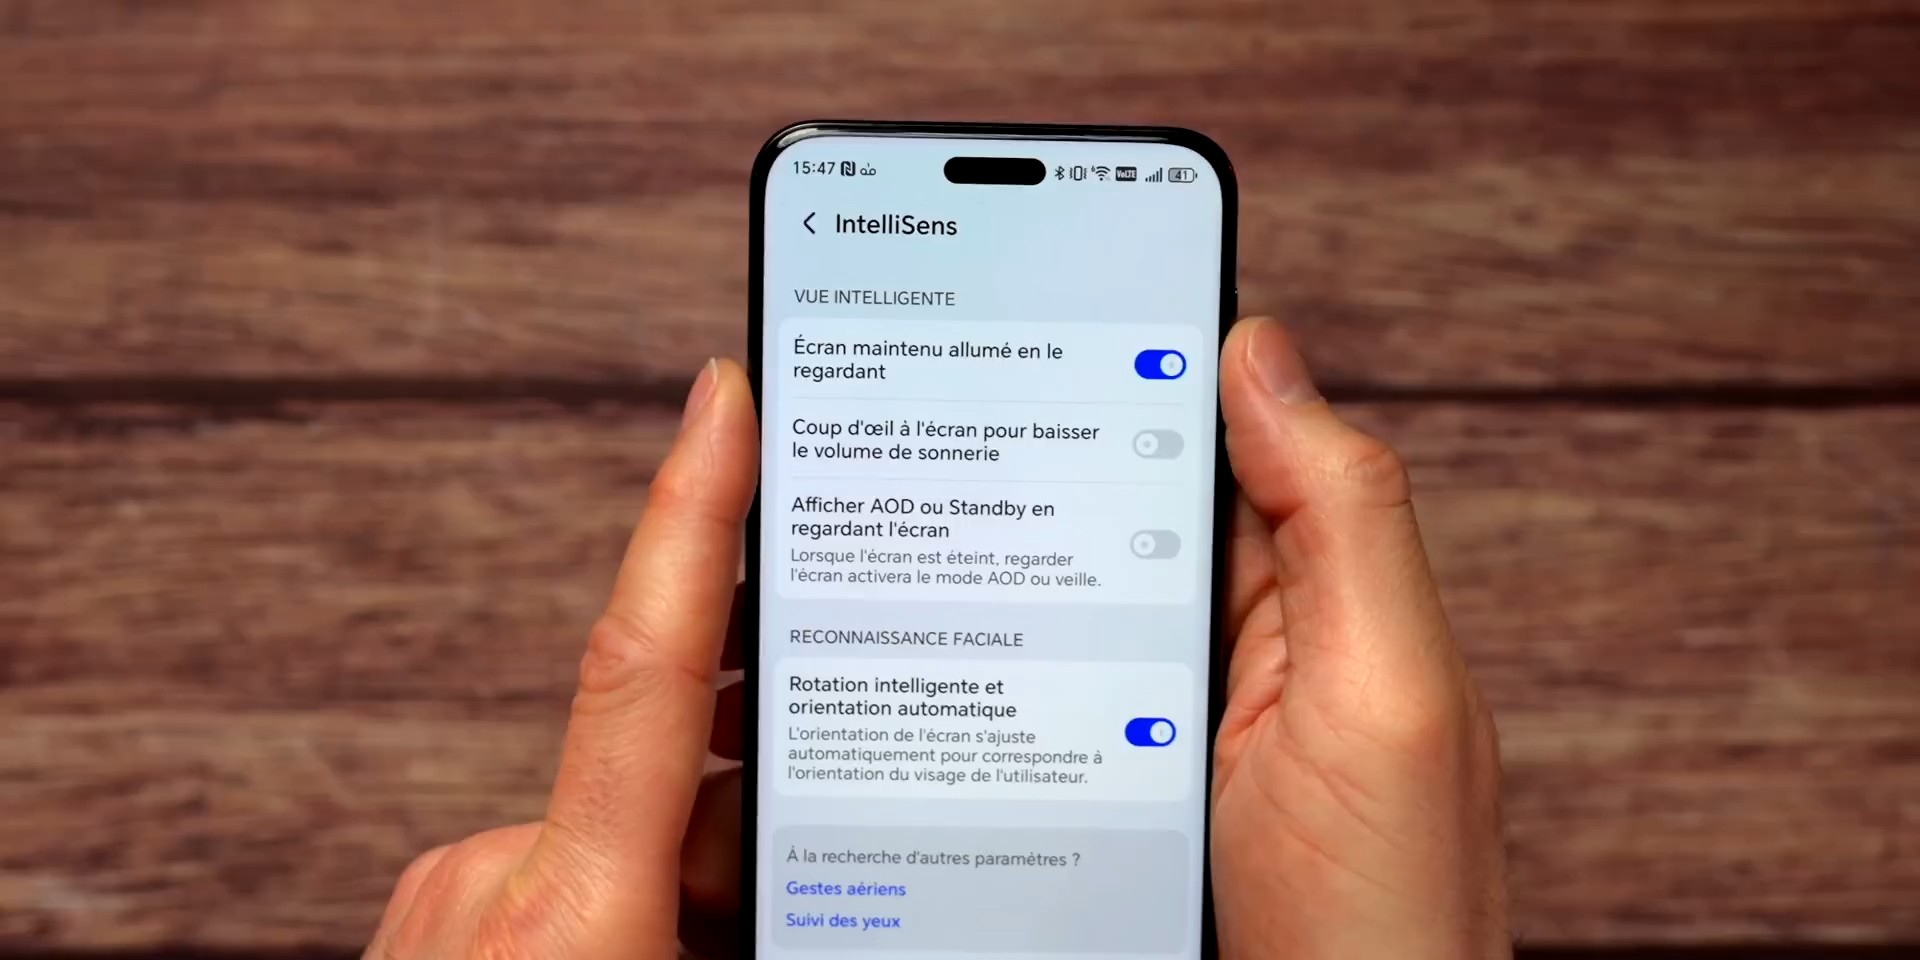 15:47
VoLTE
41
IntelliSens
VUE INTELLIGENTE
Écran maintenu allumé en le
regardant
Coup d'œil à l'écran pour baisser
le volume de sonnerie
Afficher AOD ou Standby en
regardant l'écran
Lorsque l'écran est éteint, regarder
l'écran activera le mode AOD ou veille.
RECONNAISSANCE FACIALE
Rotation intelligente et
orientation automatique
L'orientation de l'écran s'ajuste
automatiquement pour correspondre à
l'orientation du visage de l'utilisateur.
À la recherche d'autres paramètres ?
Gestes aériens
Suivi des yeux